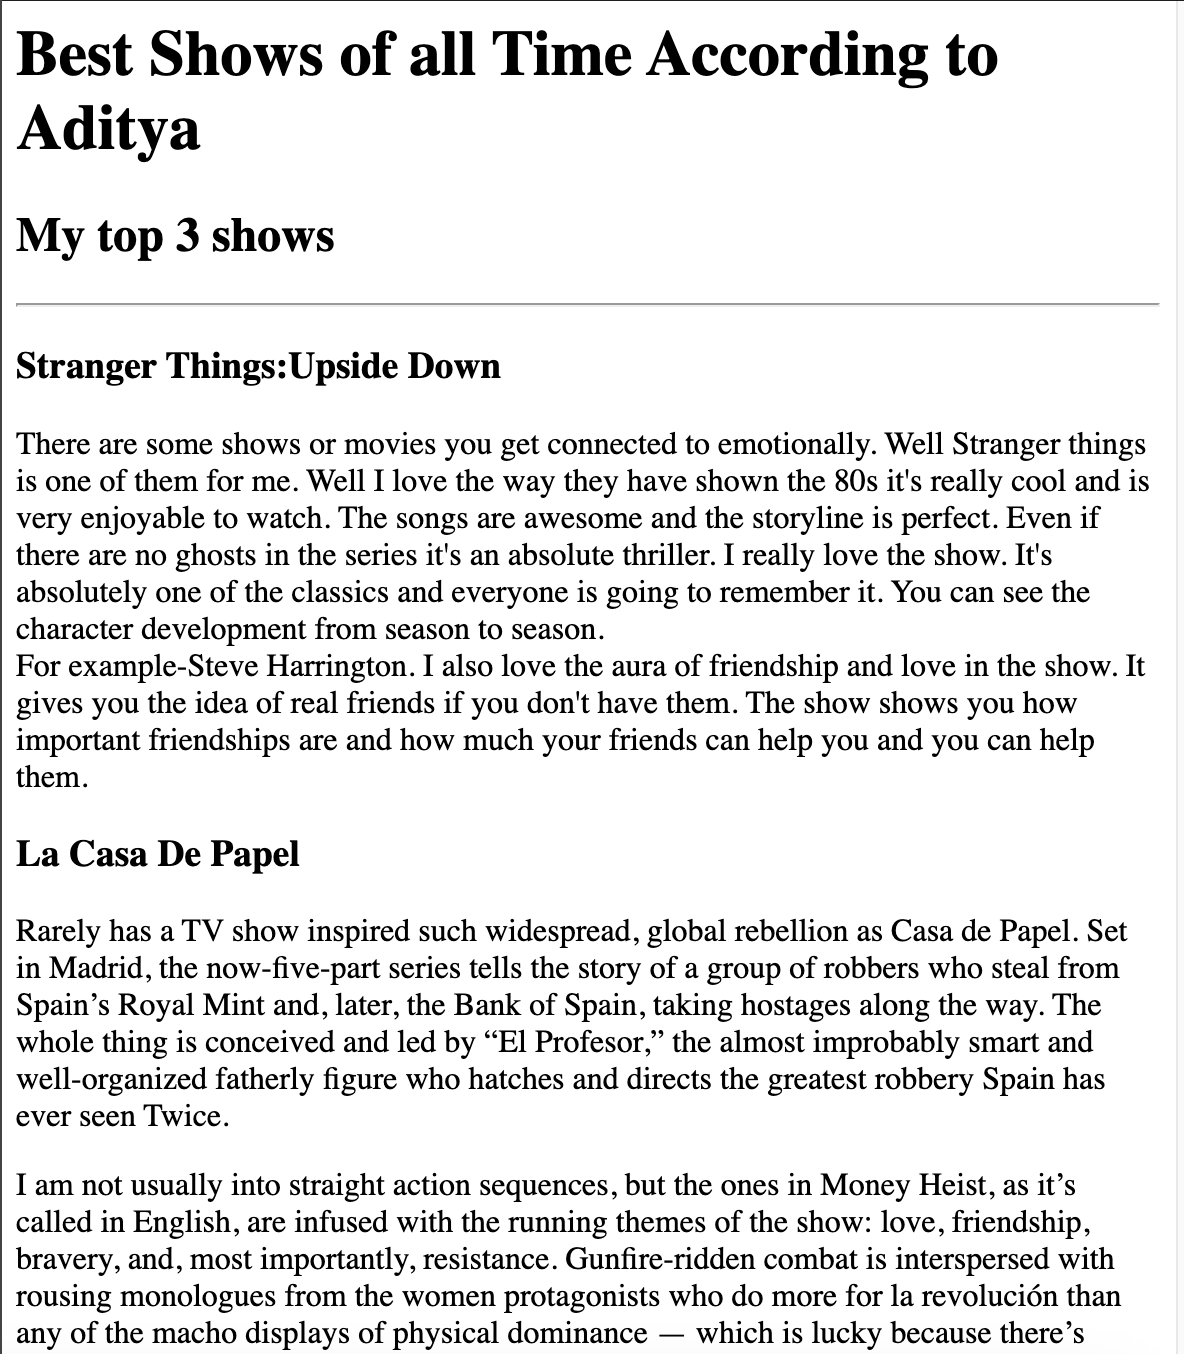 Best Shows of all Time According to
Aditya
My top 3 shows
Stranger Things:Upside Down
There are some shows or movies you get connected to emotionally. Well Stranger things
is one of them for me. Well I love the way they have shown the 80s it's really cool and is
very enjoyable to watch. The songs are awesome and the storyline is perfect. Even if
there are no ghosts in the series it's an absolute thriller. I really love the show. It's
absolutely one of the classics and everyone is going to remember it. You can see the
character development from season to season.
For example-Steve Harrington. I also love the aura of friendship and love in the show. It
gives you the idea of real friends if you don't have them. The show shows you how
important friendships are and how much your friends can help you and you can help
them.
La Casa De Papel
Rarely has a TV show inspired such widespread, global rebellion as Casa de Papel. Set
in Madrid, the now-five-part series tells the story of a group of robbers who steal from
Spain’s Royal Mint and, later, the Bank of Spain, taking hostages along the way. The
whole thing is conceived and led by “El Profesor,” the almost improbably smart and
well-organized fatherly figure who hatches and directs the greatest robbery Spain has
ever seen Twice.
I am not usually into straight action sequences, but the ones in Money Heist, as it’s
called in English, are infused with the running themes of the show: love, friendship,
bravery, and, most importantly, resistance. Gunfire-ridden combat is interspersed with
rousing monologues from the women protagonists who do more for la revolución than
any of the macho displays of physical dominance — which is lucky because there’s